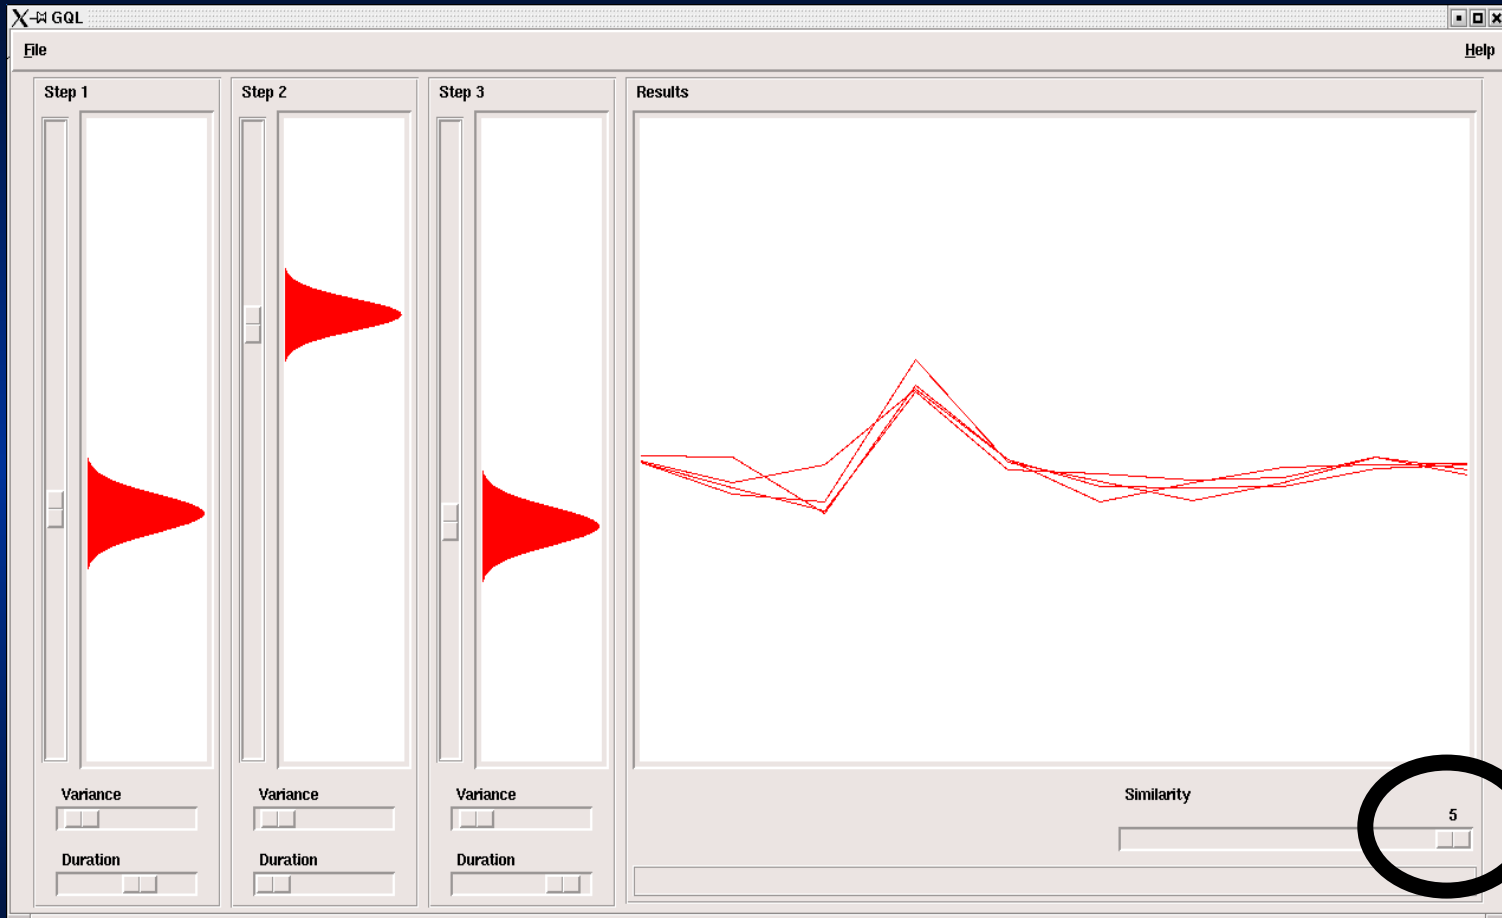 GQL
File Help
Step 1 Step 2 Step 3 Results
Variance Variance Variance Similarity
5
Duration Duration Duration